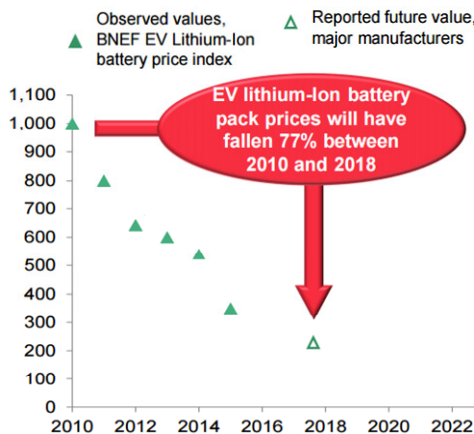 Observed values,
BNEF EV Lithium-Ion
battery price index
Reported future value,
major manufacturers
1,100
1,000
900
800
700
600
500
400
300
200
100
0
EV lithium-Ion battery
pack prices will have
fallen 77% between
2010 and 2018
2010 2012 2014 2016 2018 2020 2022